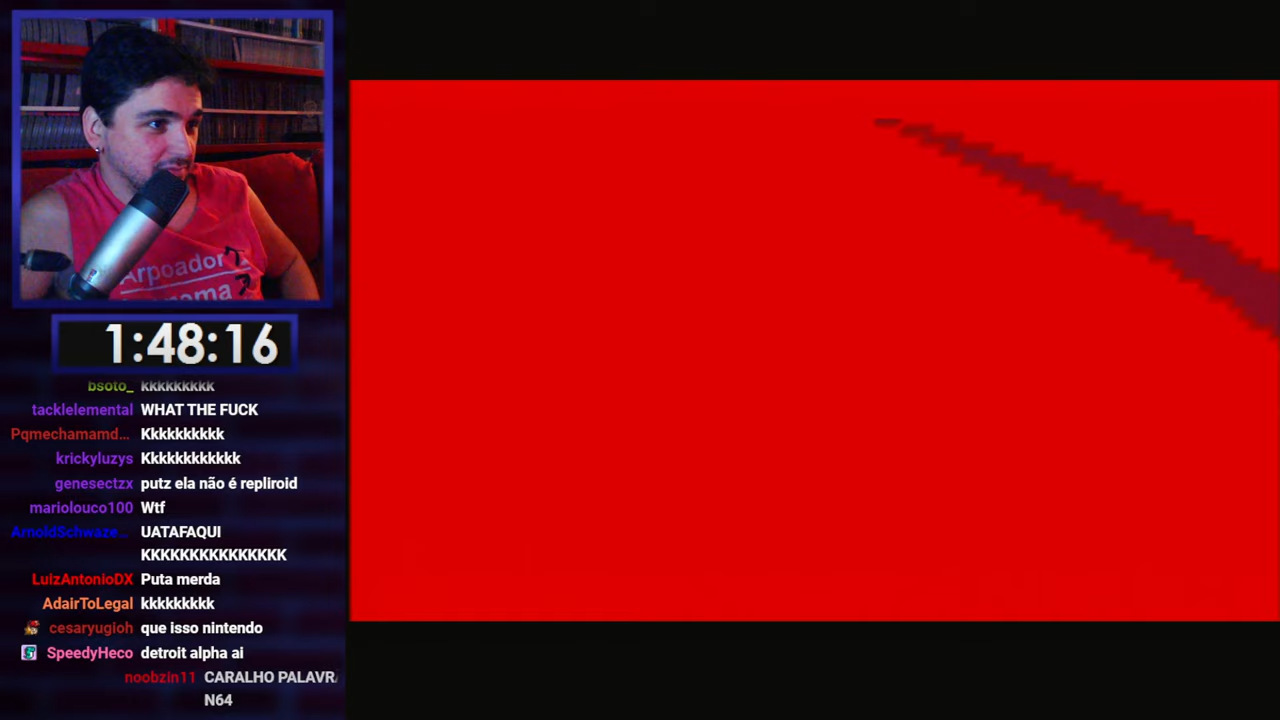 Arpoador
1:48:16
bsoto_ kkkkkkkkk
tacklelemental WHAT THE FUCK
Pqmechamamd... Kkkkkkkkkk
krickyluzys Kkkkkkkkkkkk
genesectzx putz ela não é repliroid
mariolouco100 Wtf
ArnoldSchwaze... UATAFAQUI
KKKKKKKKKKKKKKK
LuizAntonioDX Puta merda
AdairToLegal kkkkkkkkk
cesaryugioh que isso nintendo
SpeedyHeco detroit alpha ai
noobzin11 CARALHO PALAVRA
N64